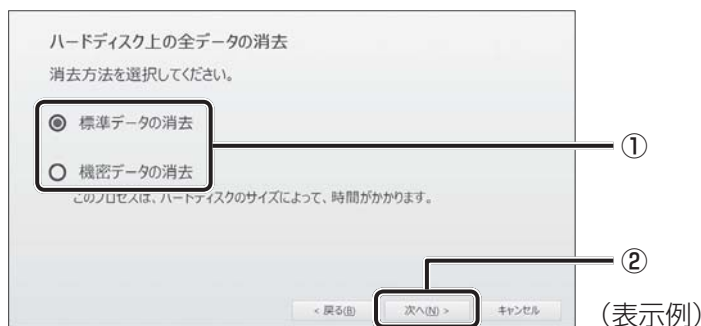 ハードディスク上の全データの消去
消去方法を選択してください。
標準データの消去
①
機密データの消去
このプロセスは、ハードディスクのサイズによって、時間がかかります。
②
< 戻る(B) 次へ(N) > キャンセル
(表示例)